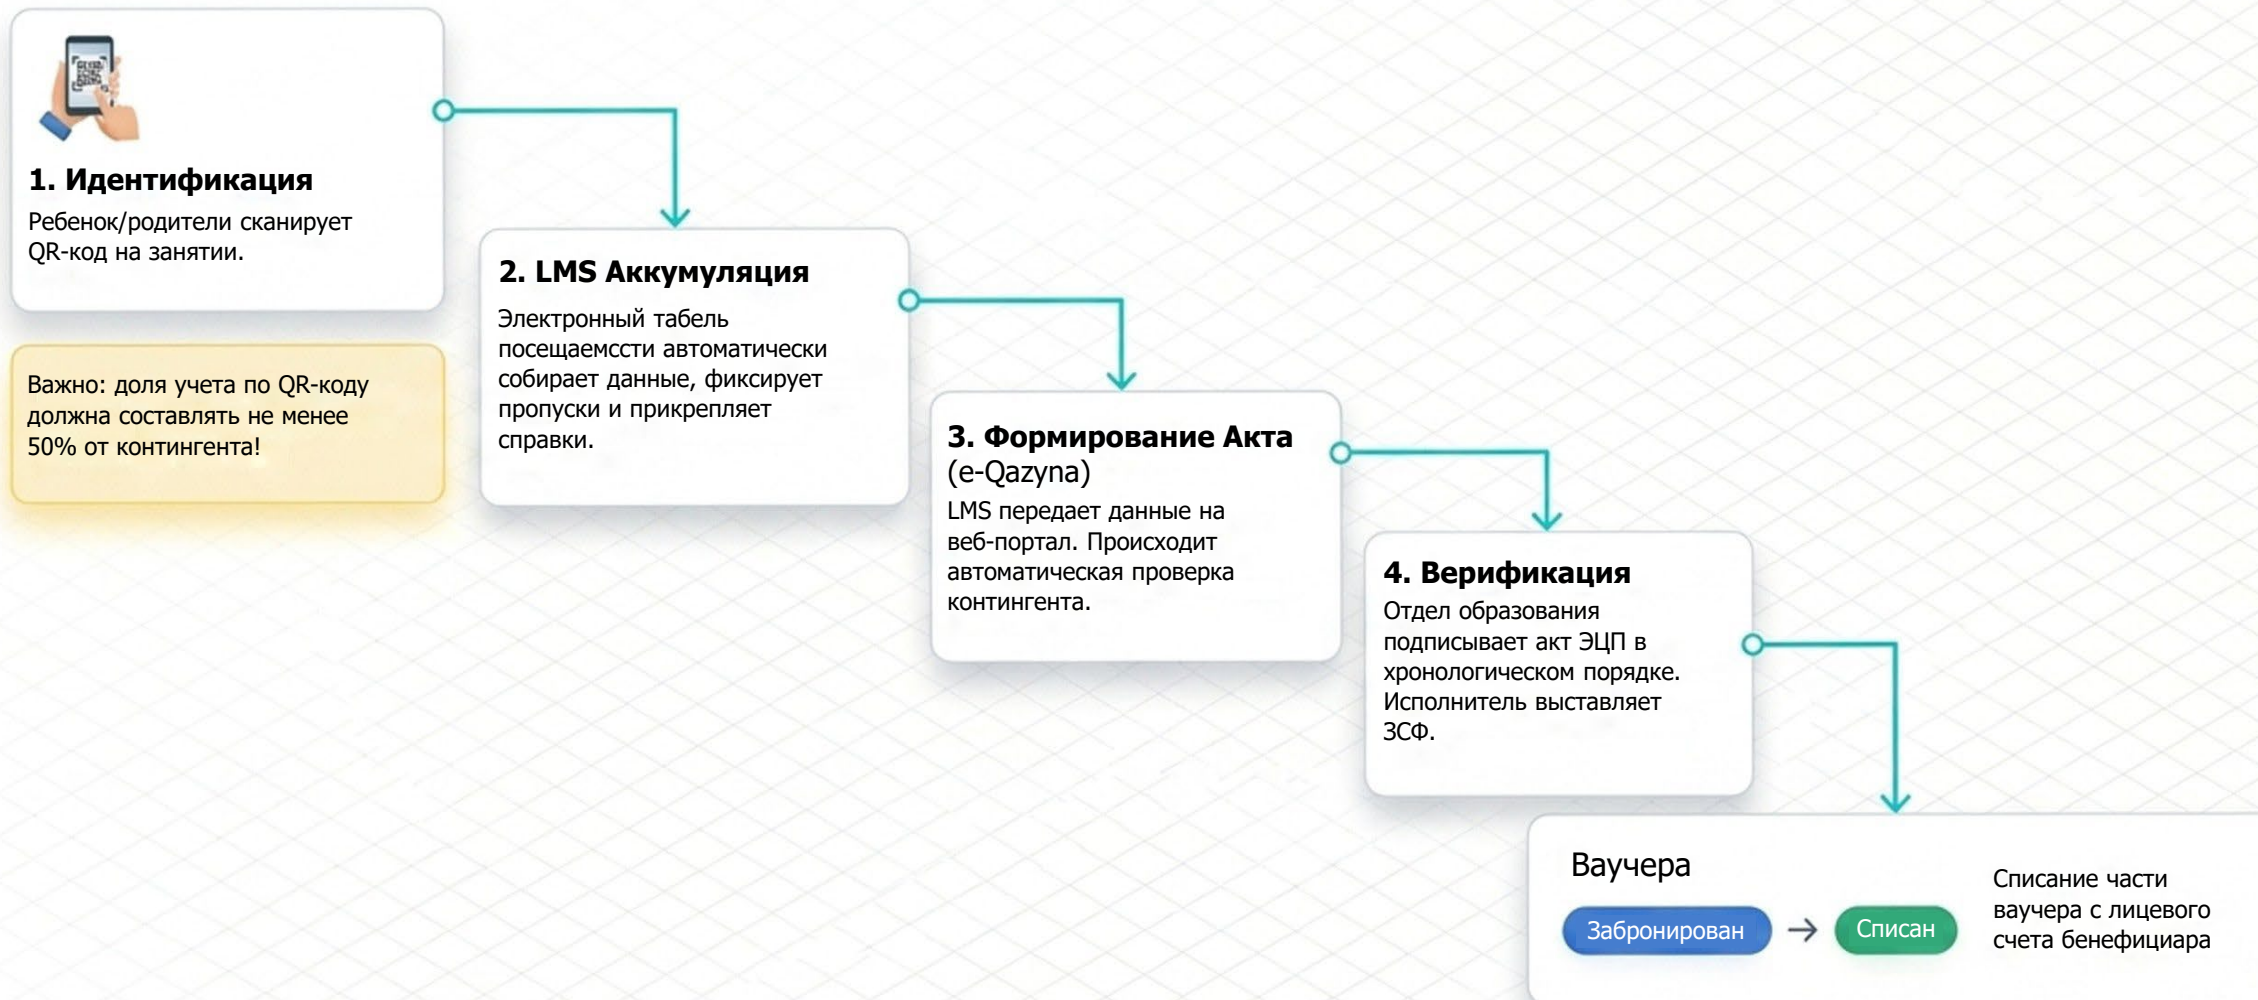 1. Идентификация
Ребенок/родители сканирует
QR-код на занятии.
Важно: доля учета по QR-коду
должна составлять не менее
50% от контингента!
2. LMS Аккумуляция
Электронный табель
посещаемссти автоматически
собирает данные, фиксирует
пропуски и прикрепляет
справки.
3. Формирование Акта
(e-Qazyna)
LMS передает данные на
веб-портал. Происходит
автоматическая проверка
контингента.
4. Верификация
Отдел образования
подписывает акт ЭЦП в
хронологическом порядке.
Исполнитель выставляет
ЗСФ.
Ваучера
Забронирован → Списан
Списание части
ваучера с лицевого
счета бенефициара